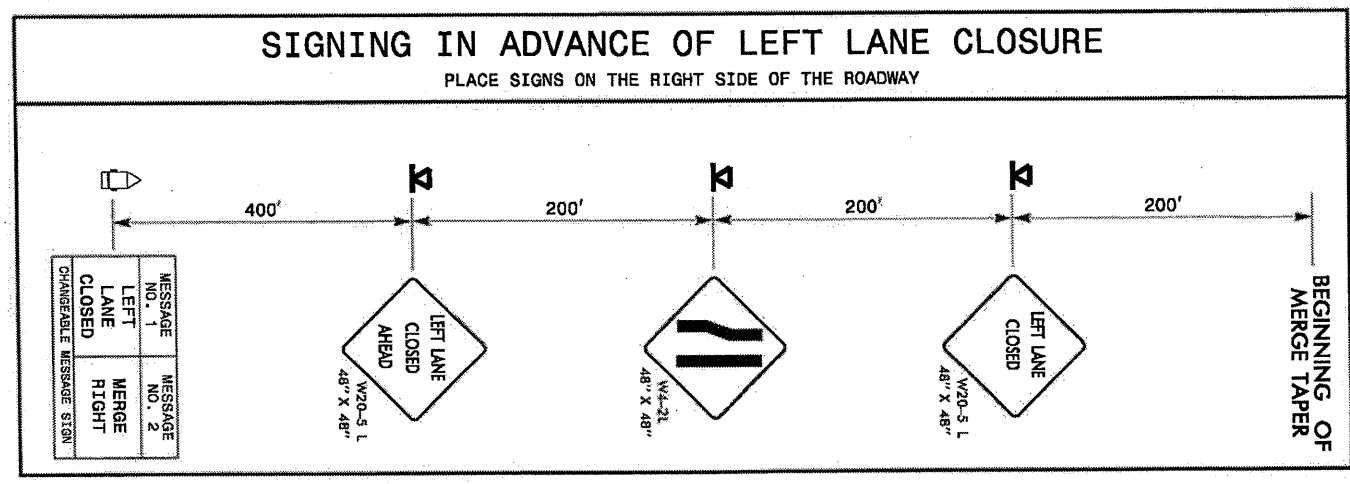 SIGNING IN ADVANCE OF LEFT LANE CLOSURE
PLACE SIGNS ON THE RIGHT SIDE OF THE ROADWAY
400'
200'
200'
200'
MESSAGE
NO. 1
LEFT
LANE
CLOSED
MESSAGE
NO. 2
MERGE
RIGHT
CHANGEABLE MESSAGE SIGN
LEFT LANE
CLOSED
AHEAD
W20-5 L
48" X 48"
W4-2L
48" X 48"
LEFT LANE
CLOSED
W20-5 L
48" X 48"
BEGINNING OF
MERGE TAPER